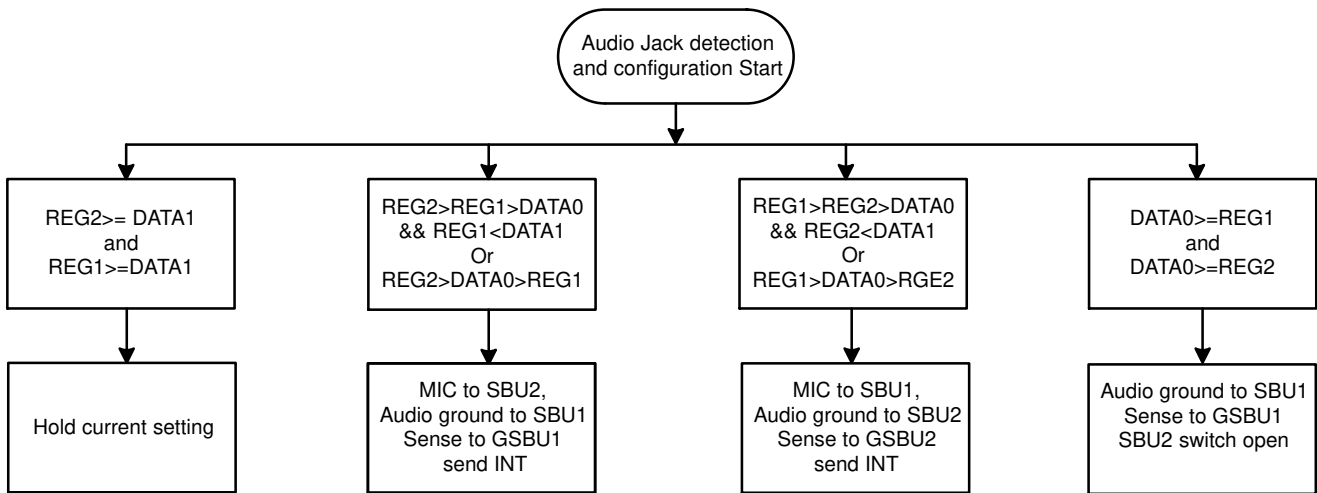 Audio Jack detection
and configuration Start
REG2>= DATA1
and
REG1>=DATA1
REG2>REG1>DATA0
&& REG1<DATA1
Or
REG2>DATA0>REG1
REG1>REG2>DATA0
&& REG2<DATA1
Or
REG1>DATA0>RGE2
DATA0>=REG1
and
DATA0>=REG2
Hold current setting
MIC to SBU2,
Audio ground to SBU1
Sense to GSBU1
send INT
MIC to SBU1,
Audio ground to SBU2
Sense to GSBU2
send INT
Audio ground to SBU1
Sense to GSBU1
SBU2 switch open